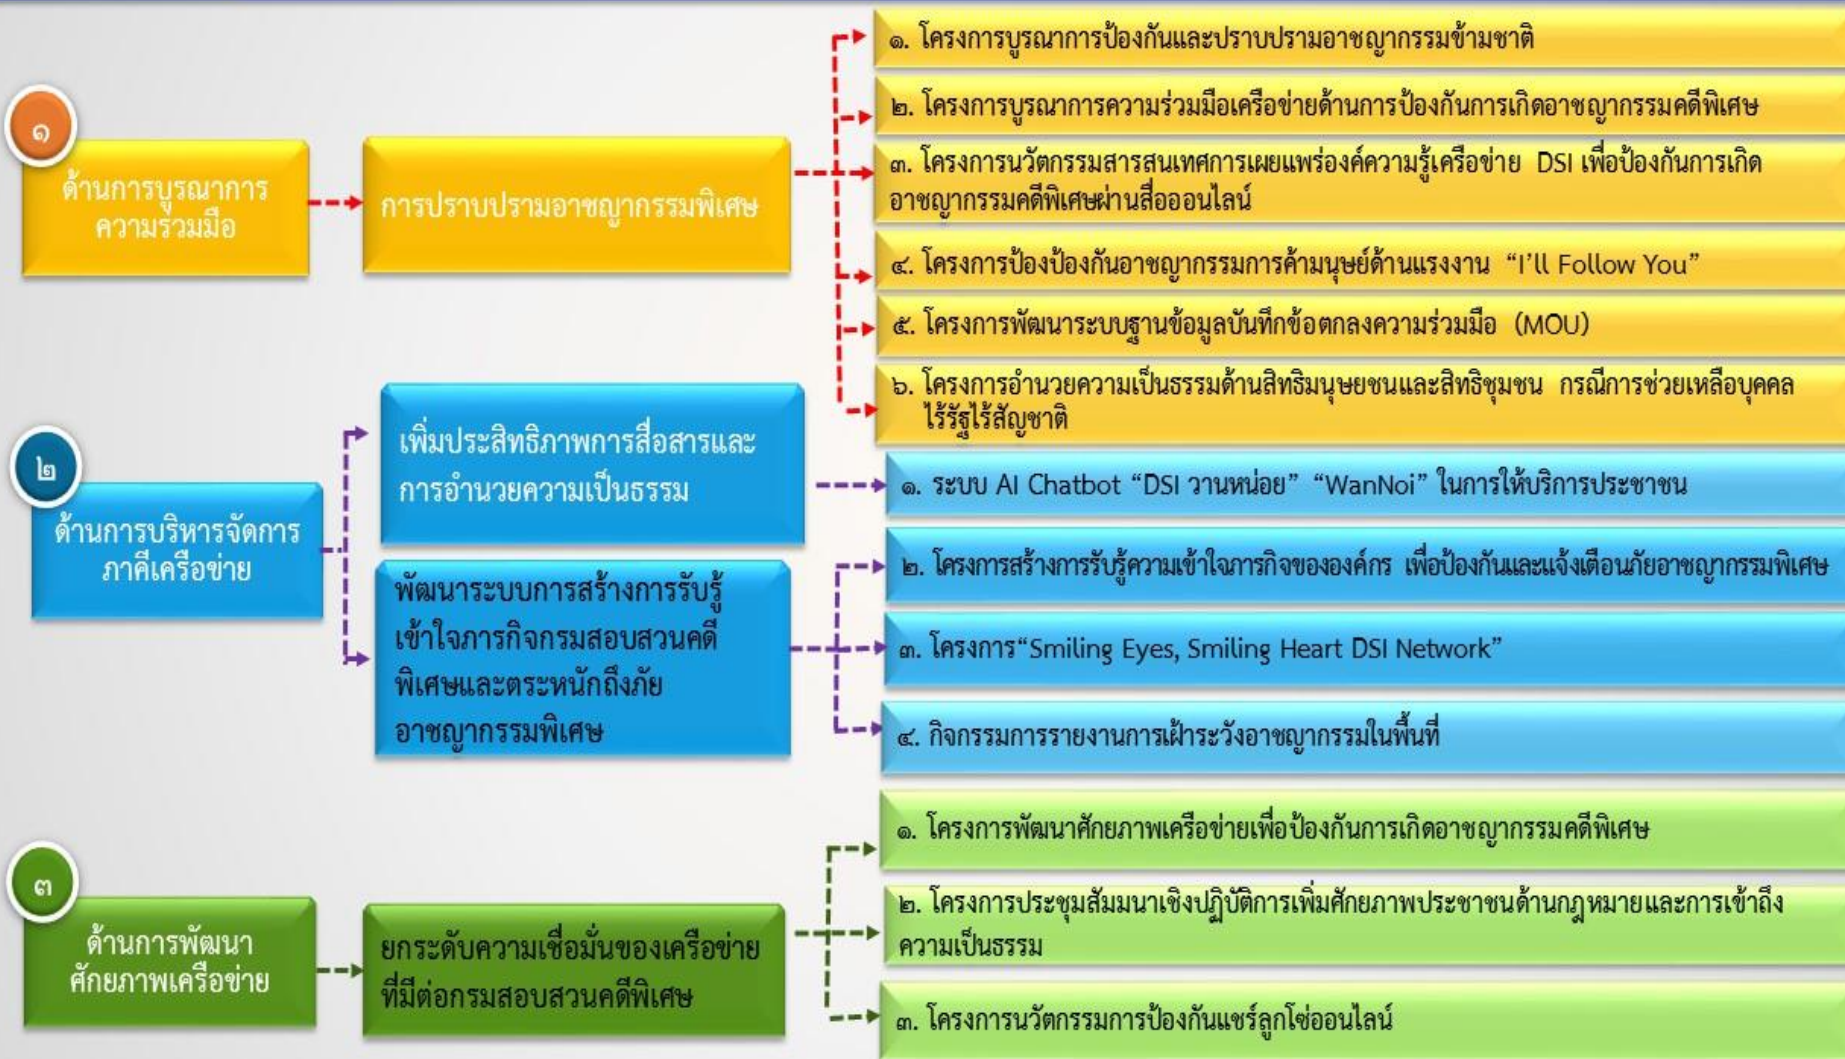 ๑
ด้านการบูรณาการ
ความร่วมมือ
การปราบปรามอาชญากรรมพิเศษ
๑. โครงการบูรณาการป้องกันและปราบปรามอาชญากรรมข้ามชาติ
๒. โครงการบูรณาการความร่วมมือเครือข่ายด้านการป้องกันการเกิดอาชญากรรมคดีพิเศษ
๓. โครงการนวัตกรรมสารสนเทศการเผยแพร่องค์ความรู้เครือข่าย DSI เพื่อป้องกันการเกิด
อาชญากรรมคดีพิเศษผ่านสื่อออนไลน์
๔. โครงการป้องป้องกันอาชญากรรมการค้ามนุษย์ด้านแรงงาน “I’ll Follow You”
๕. โครงการพัฒนาระบบฐานข้อมูลบันทึกข้อตกลงความร่วมมือ (MOU)
๖. โครงการอำนวยความเป็นธรรมด้านสิทธิมนุษยชนและสิทธิชุมชน กรณีการช่วยเหลือบุคคล
ไร้รัฐไร้สัญชาติ
๒
ด้านการบริหารจัดการ
ภาคีเครือข่าย
เพิ่มประสิทธิภาพการสื่อสารและ
การอำนวยความเป็นธรรม
๑. ระบบ AI Chatbot “DSI วานหน่อย” “WanNoi” ในการให้บริการประชาชน
พัฒนาระบบการสร้างการรับรู้
เข้าใจภารกิจกรมสอบสวนคดี
พิเศษและตระหนักถึงภัย
อาชญากรรมพิเศษ
๒. โครงการสร้างการรับรู้ความเข้าใจภารกิจขององค์กร เพื่อป้องกันและแจ้งเตือนภัยอาชญากรรมพิเศษ
๓. โครงการ“Smiling Eyes, Smiling Heart DSI Network”
๔. กิจกรรมการรายงานการเฝ้าระวังอาชญากรรมในพื้นที่
๓
ด้านการพัฒนา
ศักยภาพเครือข่าย
ยกระดับความเชื่อมั่นของเครือข่าย
ที่มีต่อกรมสอบสวนคดีพิเศษ
๑. โครงการพัฒนาศักยภาพเครือข่ายเพื่อป้องกันการเกิดอาชญากรรมคดีพิเศษ
๒. โครงการประชุมสัมมนาเชิงปฏิบัติการเพิ่มศักยภาพประชาชนด้านกฎหมายและการเข้าถึง
ความเป็นธรรม
๓. โครงการนวัตกรรมการป้องกันแชร์ลูกโซ่ออนไลน์